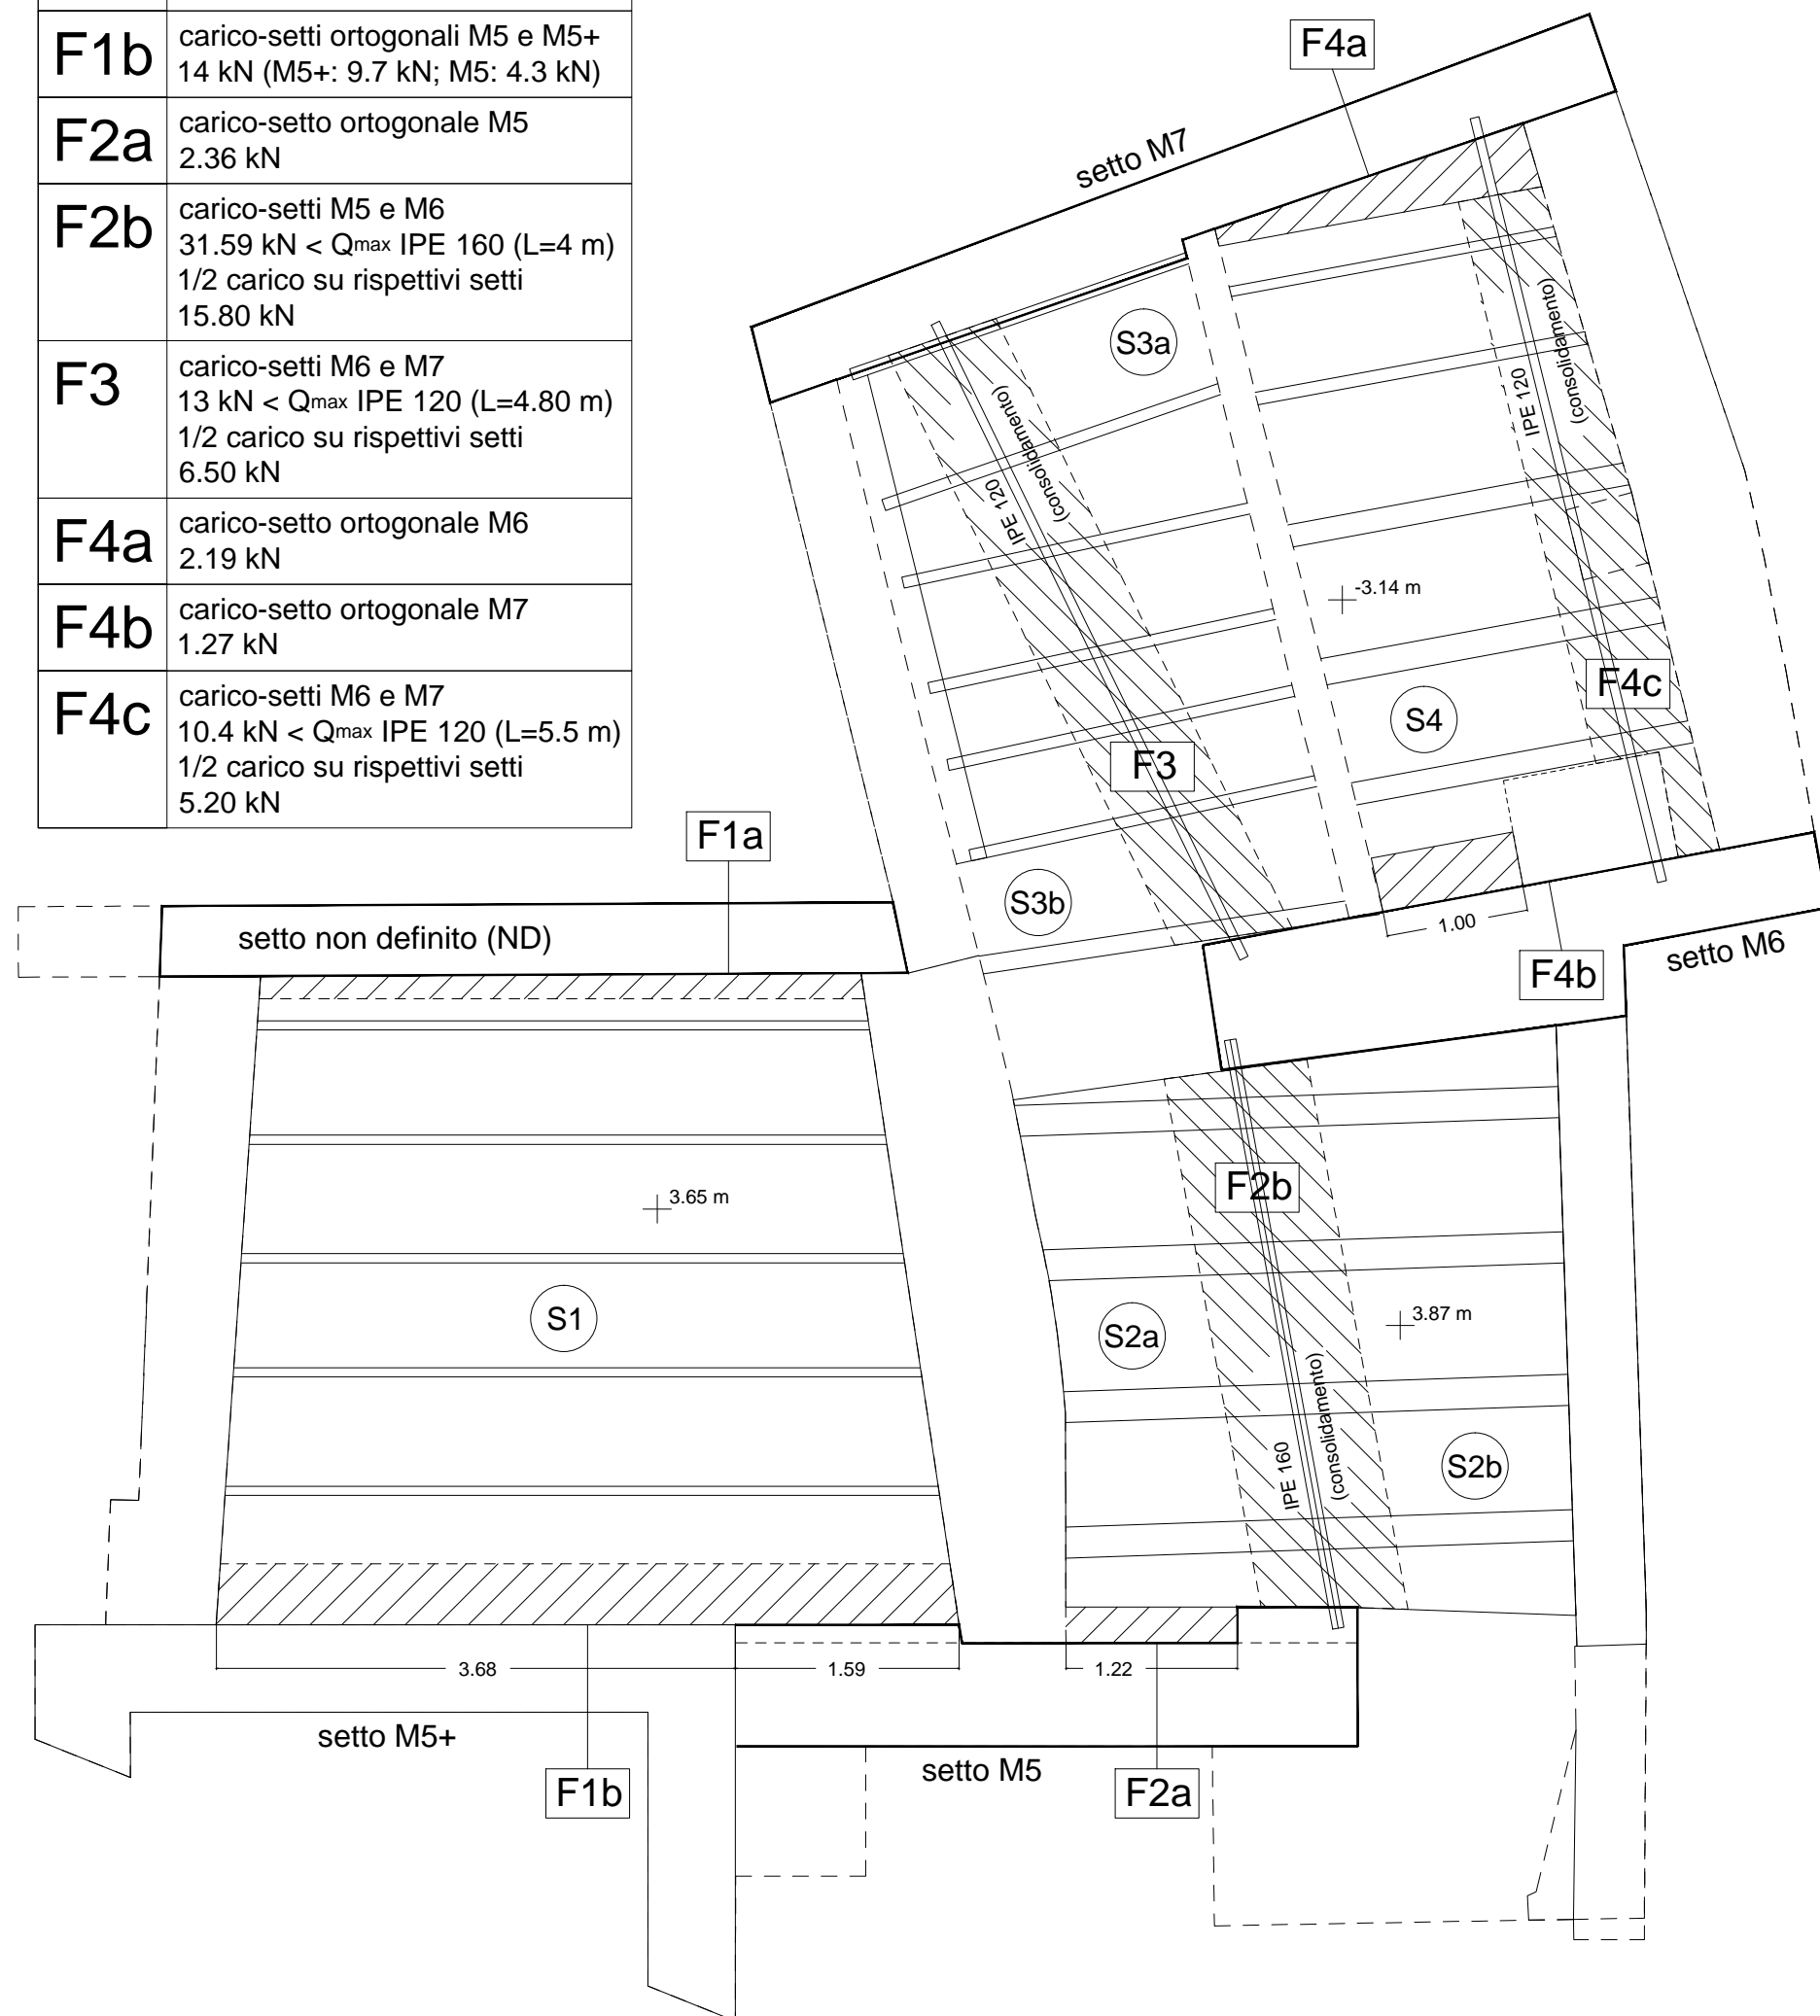 F1b
carico-setti ortogonali M5 e M5+
14 kN (M5+: 9.7 kN; M5: 4.3 kN)
F2a
carico-setto ortogonale M5
2.36 kN
F2b
carico-setti M5 e M6
31.59 kN < Qmax IPE 160 (L=4 m)
1/2 carico su rispettivi setti
15.80 kN
F3
carico-setti M6 e M7
13 kN < Qmax IPE 120 (L=4.80 m)
1/2 carico su rispettivi setti
6.50 kN
F4a
carico-setto ortogonale M6
2.19 kN
F4b
carico-setto ortogonale M7
1.27 kN
F4c
carico-setti M6 e M7
10.4 kN < Qmax IPE 120 (L=5.5 m)
1/2 carico su rispettivi setti
5.20 kN
F4a
setto M7
S3a
IPE 120
(consolidamento)
IPE 120
(consolidamento)
-3.14 m
F4c
S4
F3
F1a
S3b
1.00
setto non definito (ND)
F4b
setto M6
F2b
3.65 m
S1
S2a
3.87 m
IPE 160
(consolidamento)
S2b
3.68
1.59
1.22
setto M5+
setto M5
F1b
F2a